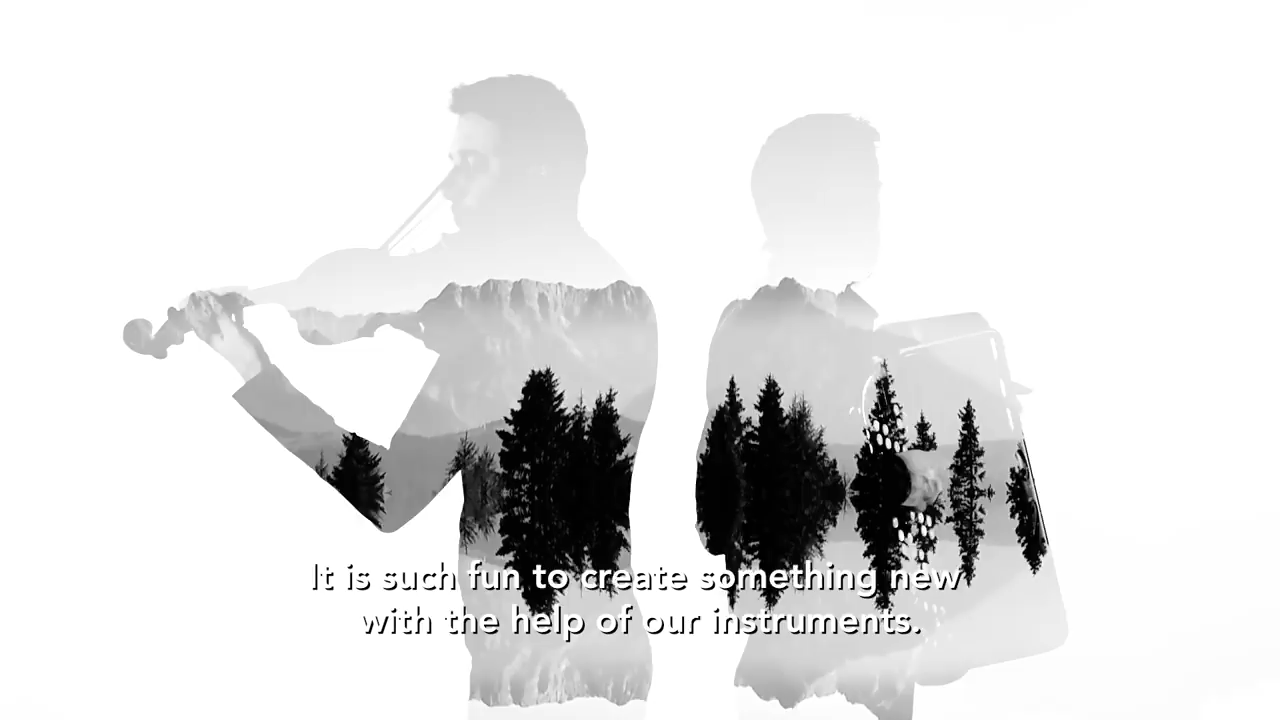 It is such fun to create something new
with the help of our instruments.